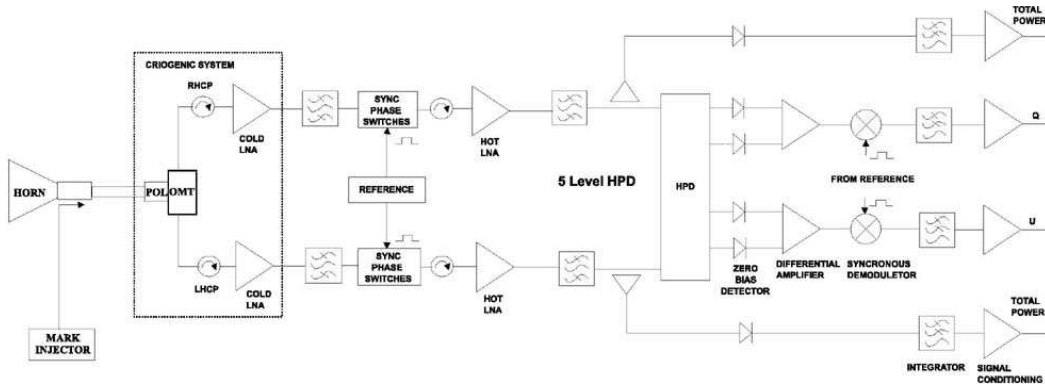 TOTAL
POWER
CRIOGENIC SYSTEM
RHCP
SYNC
PHASE
SWITCHES
COLD
LNA
HOT
LNA
Q
HORN
POL
OMT
REFERENCE
5 Level HPD
HPD
FROM REFERENCE
U
SYNC
PHASE
SWITCHES
LHCP
COLD
LNA
HOT
LNA
ZERO
BIAS
DETECTOR
DIFFERENTIAL
AMPLIFIER
SYNCRONOUS
DEMODULETOR
TOTAL
POWER
MARK
INJECTOR
INTEGRATOR
SIGNAL
CONDITIONING